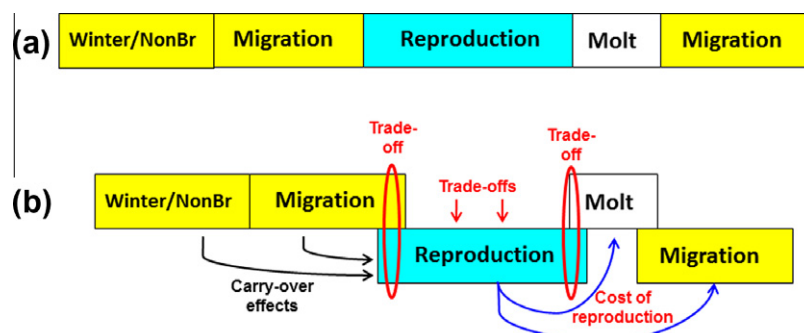 (a)
Winter/NonBr Migration Reproduction Molt Migration
Trade-
off
Trade-
off
(b)
Winter/NonBr Migration
Trade-offs
Molt
Reproduction
Migration
Carry-over
effects
Cost of
reproduction